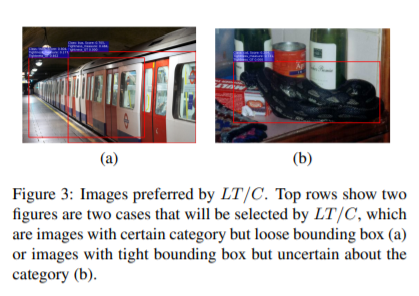 (a)
(b)
Figure 3: Images preferred by LT/C. Top rows show two
figures are two cases that will be selected by LT/C, which
are images with certain category but loose bounding box (a)
or images with tight bounding box but uncertain about the
category (b).